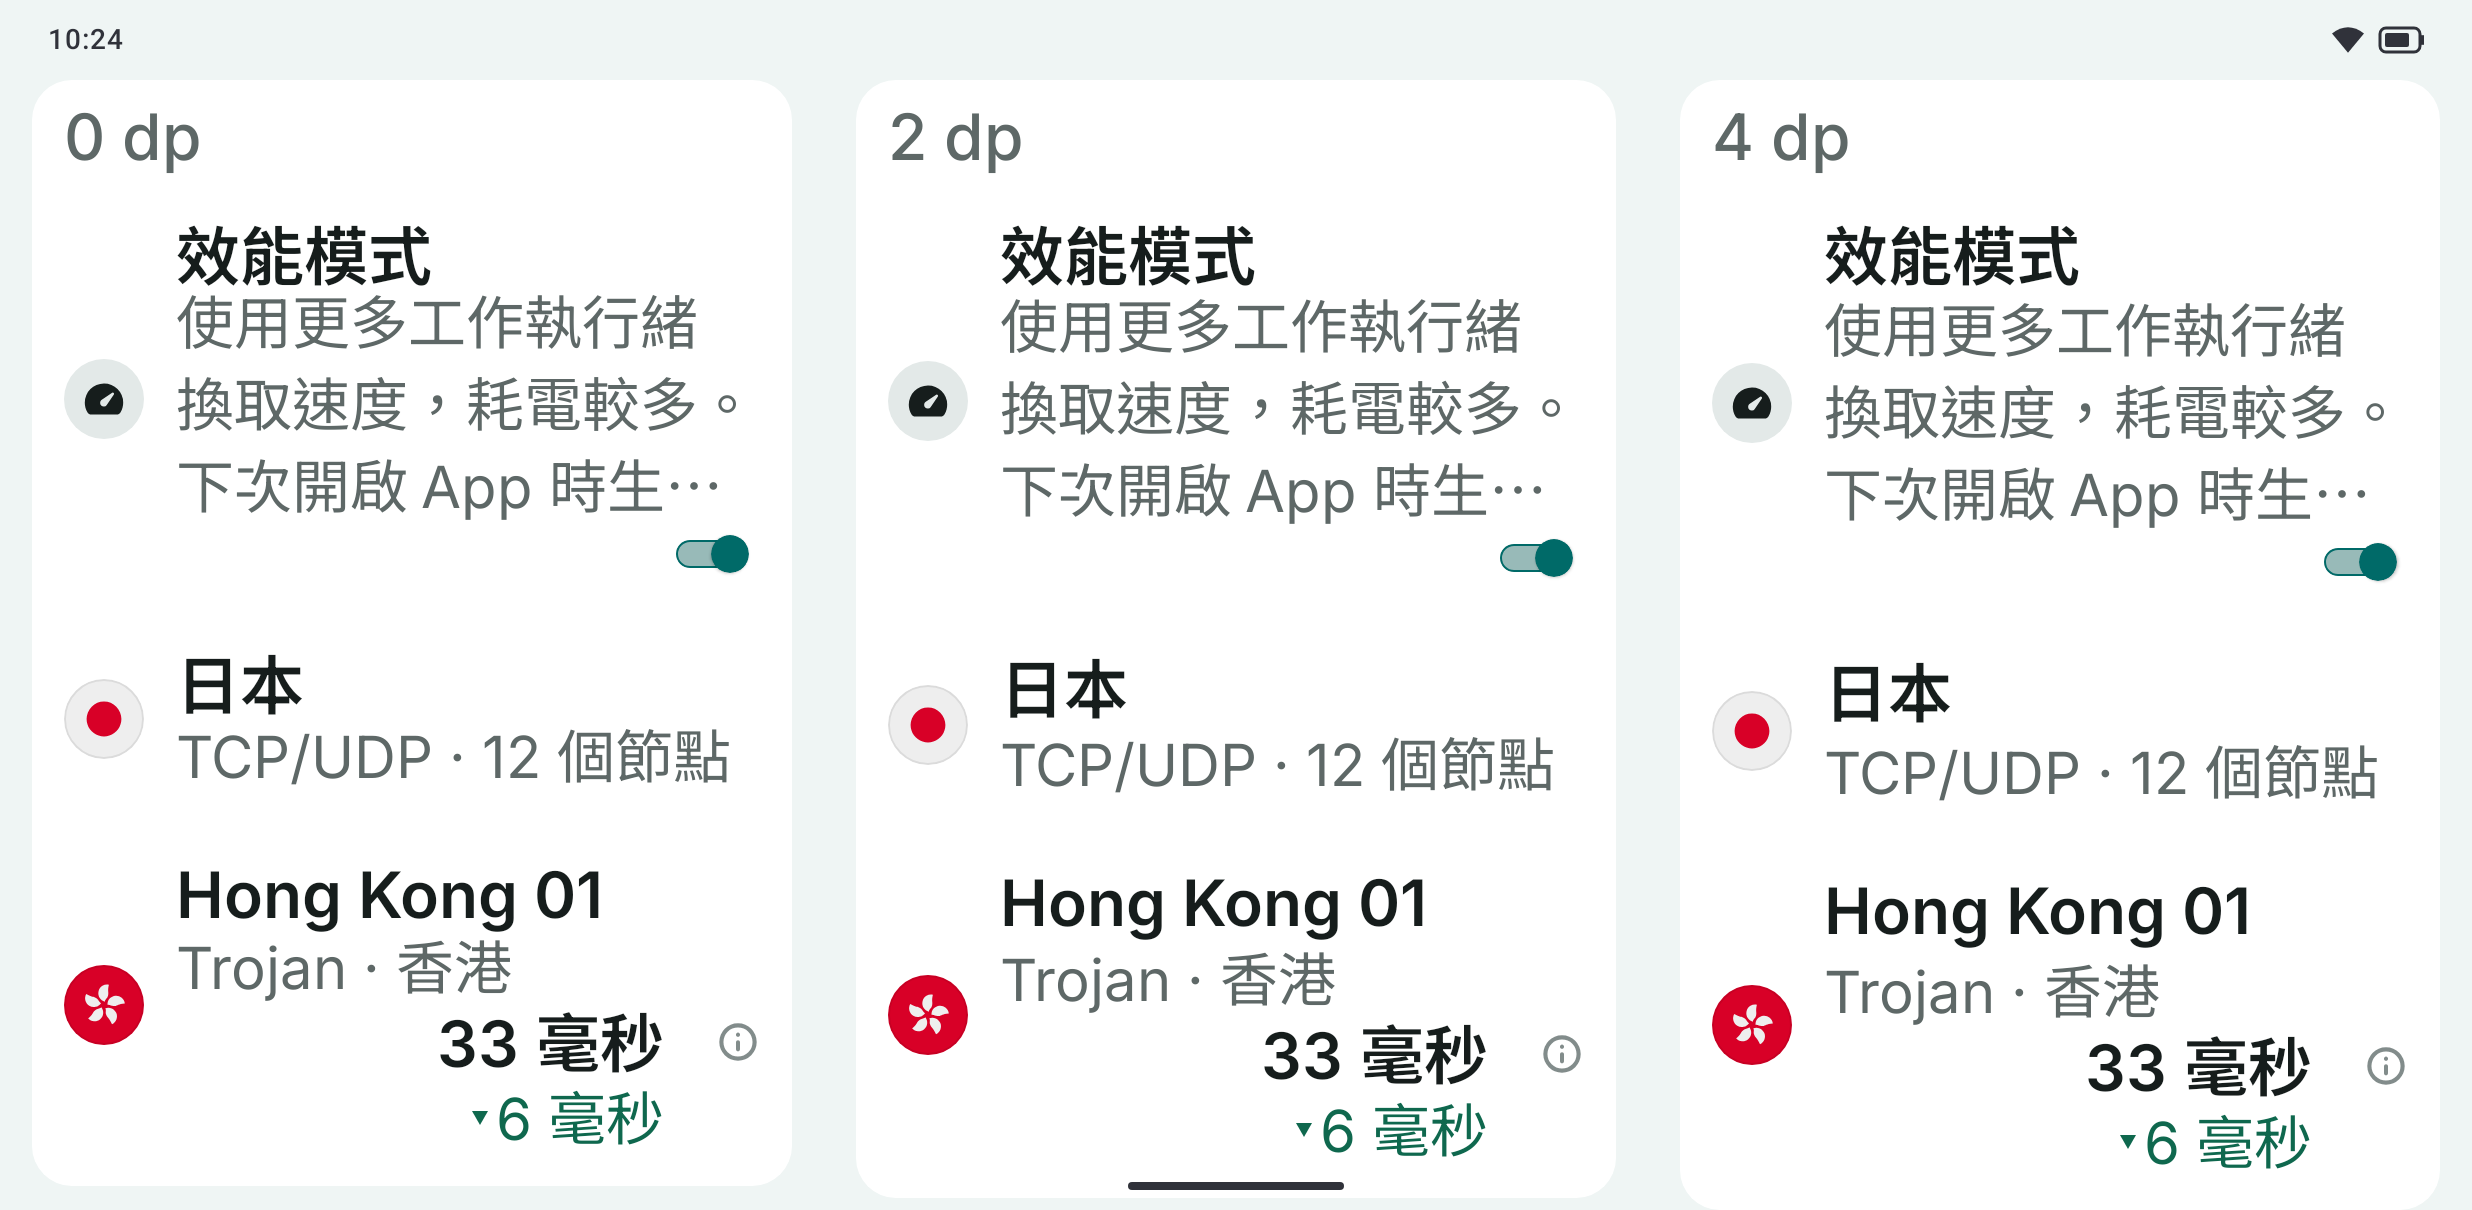 10:24
0 dp
效能模式
使用更多工作執行緒
換取速度，耗電較多。
下次開啟 App 時生…
日本
TCP/UDP · 12 個節點
Hong Kong 01
Trojan · 香港
33 毫秒
▼6 毫秒
2 dp
效能模式
使用更多工作執行緒
換取速度，耗電較多。
下次開啟 App 時生…
日本
TCP/UDP · 12 個節點
Hong Kong 01
Trojan · 香港
33 毫秒
▼6 毫秒
4 dp
效能模式
使用更多工作執行緒
換取速度，耗電較多。
下次開啟 App 時生…
日本
TCP/UDP · 12 個節點
Hong Kong 01
Trojan · 香港
33 毫秒
▼6 毫秒